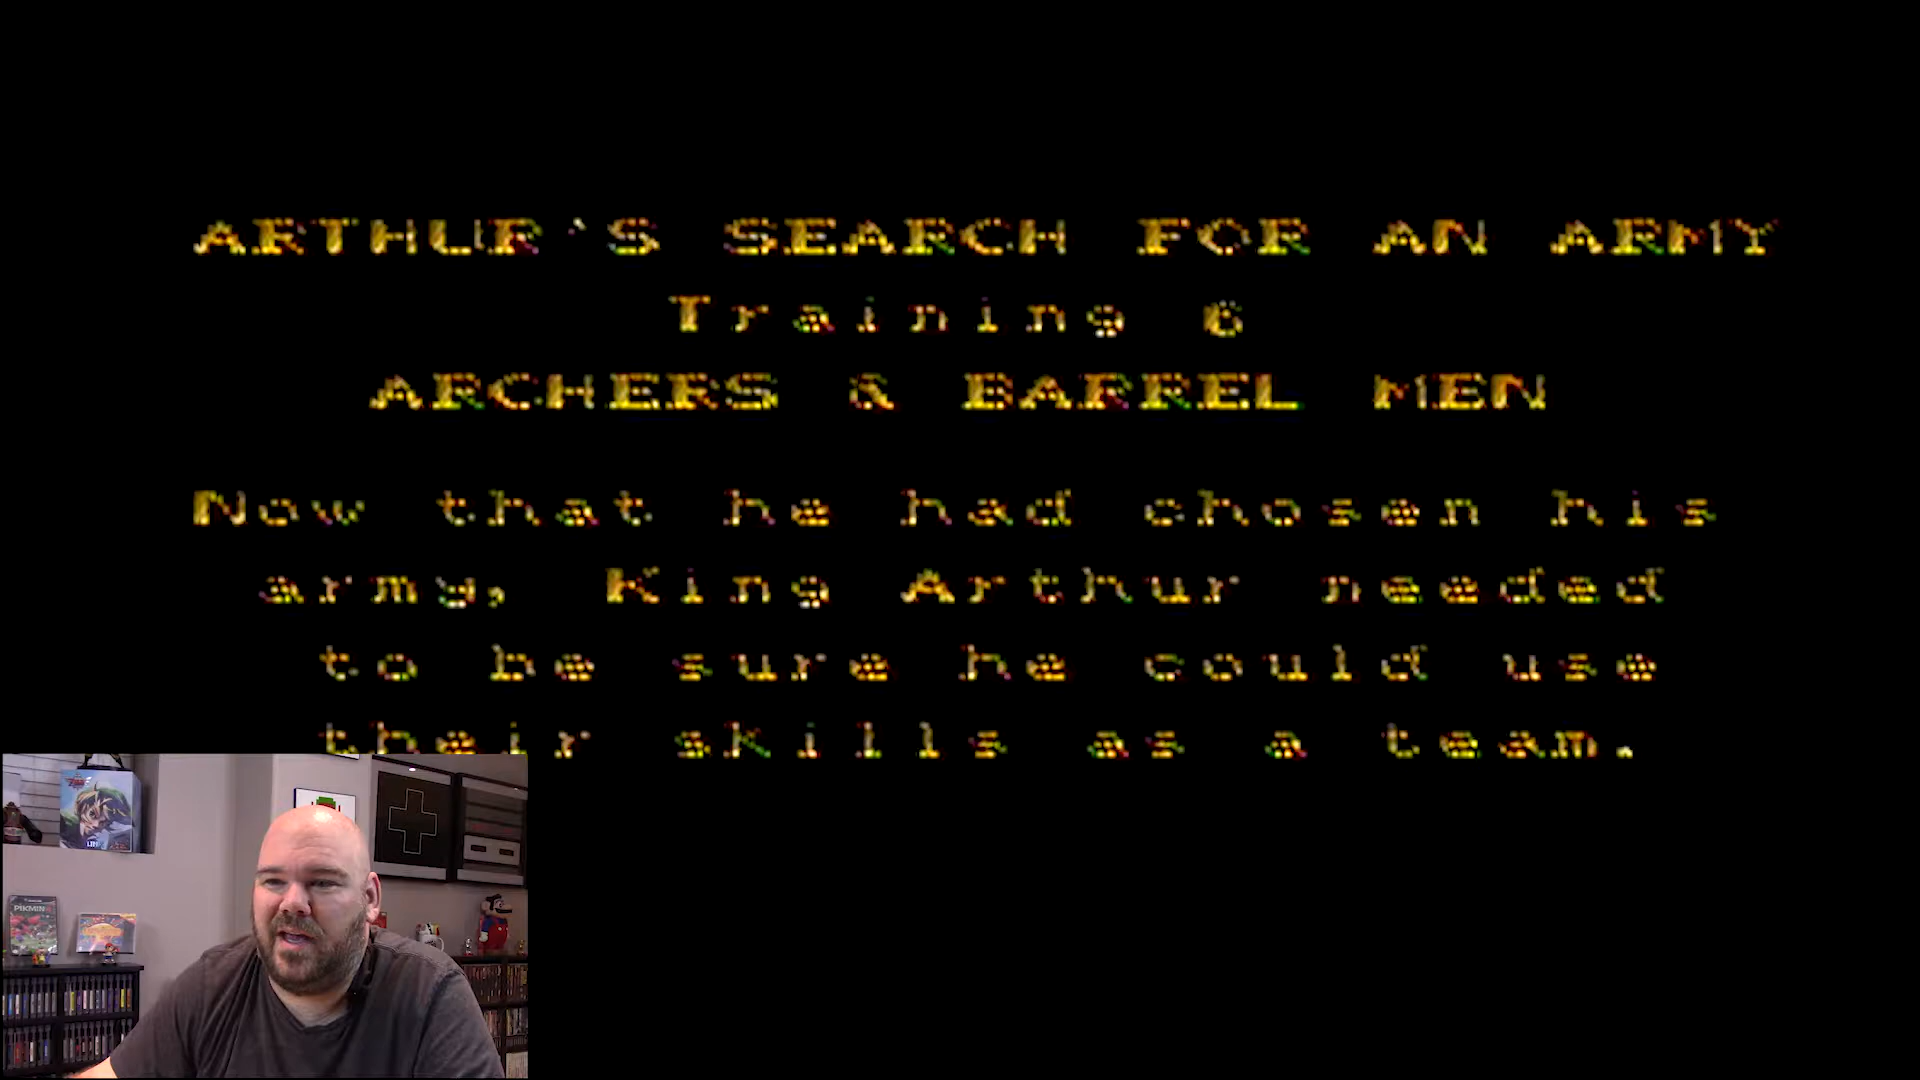 ARTHUR'S SEARCH FOR AN ARMY
Training 6
ARCHERS & BARREL MEN
Now that he had chosen his
army, King Arthur needed
to be sure he could use
their skills as a team.
PIKMIN